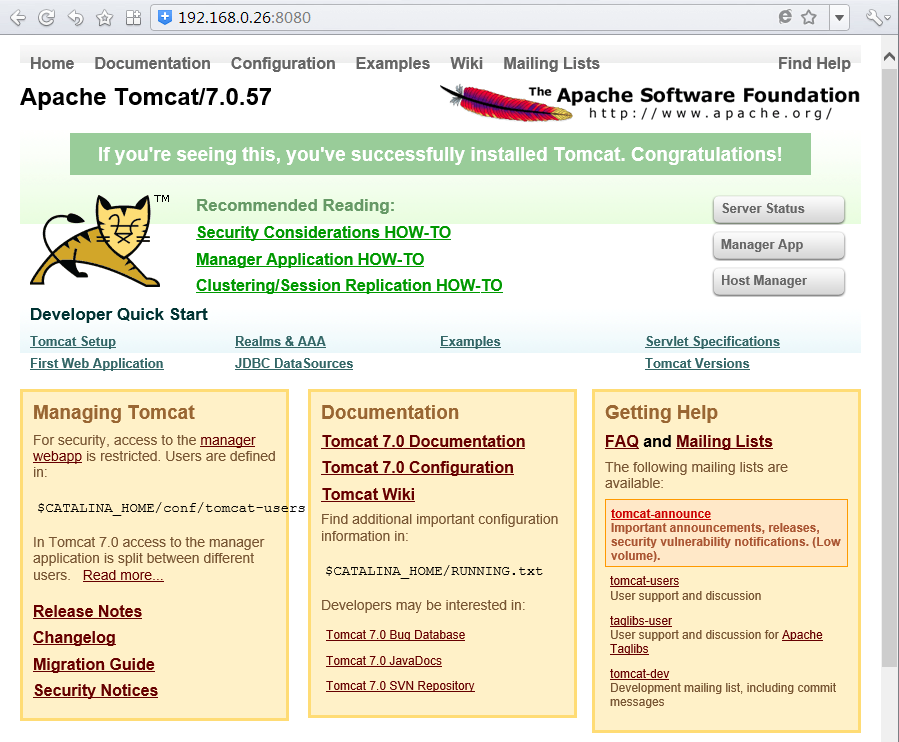 192.168.0.26:8080
Home Documentation Configuration Examples Wiki Mailing Lists Find Help
Apache Tomcat/7.0.57
The Apache Software Foundation
http://www.apache.org/
If you're seeing this, you've successfully installed Tomcat. Congratulations!
TM
Recommended Reading:
Security Considerations HOW-TO
Manager Application HOW-TO
Clustering/Session Replication HOW-TO
Server Status
Manager App
Host Manager
Developer Quick Start
Tomcat Setup
First Web Application
Realms & AAA
JDBC DataSources
Examples
Servlet Specifications
Tomcat Versions
Managing Tomcat
For security, access to the manager
webapp is restricted. Users are defined
in:
$CATALINA_HOME/conf/tomcat-users
In Tomcat 7.0 access to the manager
application is split between different
users. Read more...
Release Notes
Changelog
Migration Guide
Security Notices
Documentation
Tomcat 7.0 Documentation
Tomcat 7.0 Configuration
Tomcat Wiki
Find additional important configuration
information in:
$CATALINA_HOME/RUNNING.txt
Developers may be interested in:
Tomcat 7.0 Bug Database
Tomcat 7.0 JavaDocs
Tomcat 7.0 SVN Repository
Getting Help
FAQ and Mailing Lists
The following mailing lists are
available:
tomcat-announce
Important announcements, releases,
security vulnerability notifications. (Low
volume).
tomcat-users
User support and discussion
taglibs-user
User support and discussion for Apache
Taglibs
tomcat-dev
Development mailing list, including commit
messages